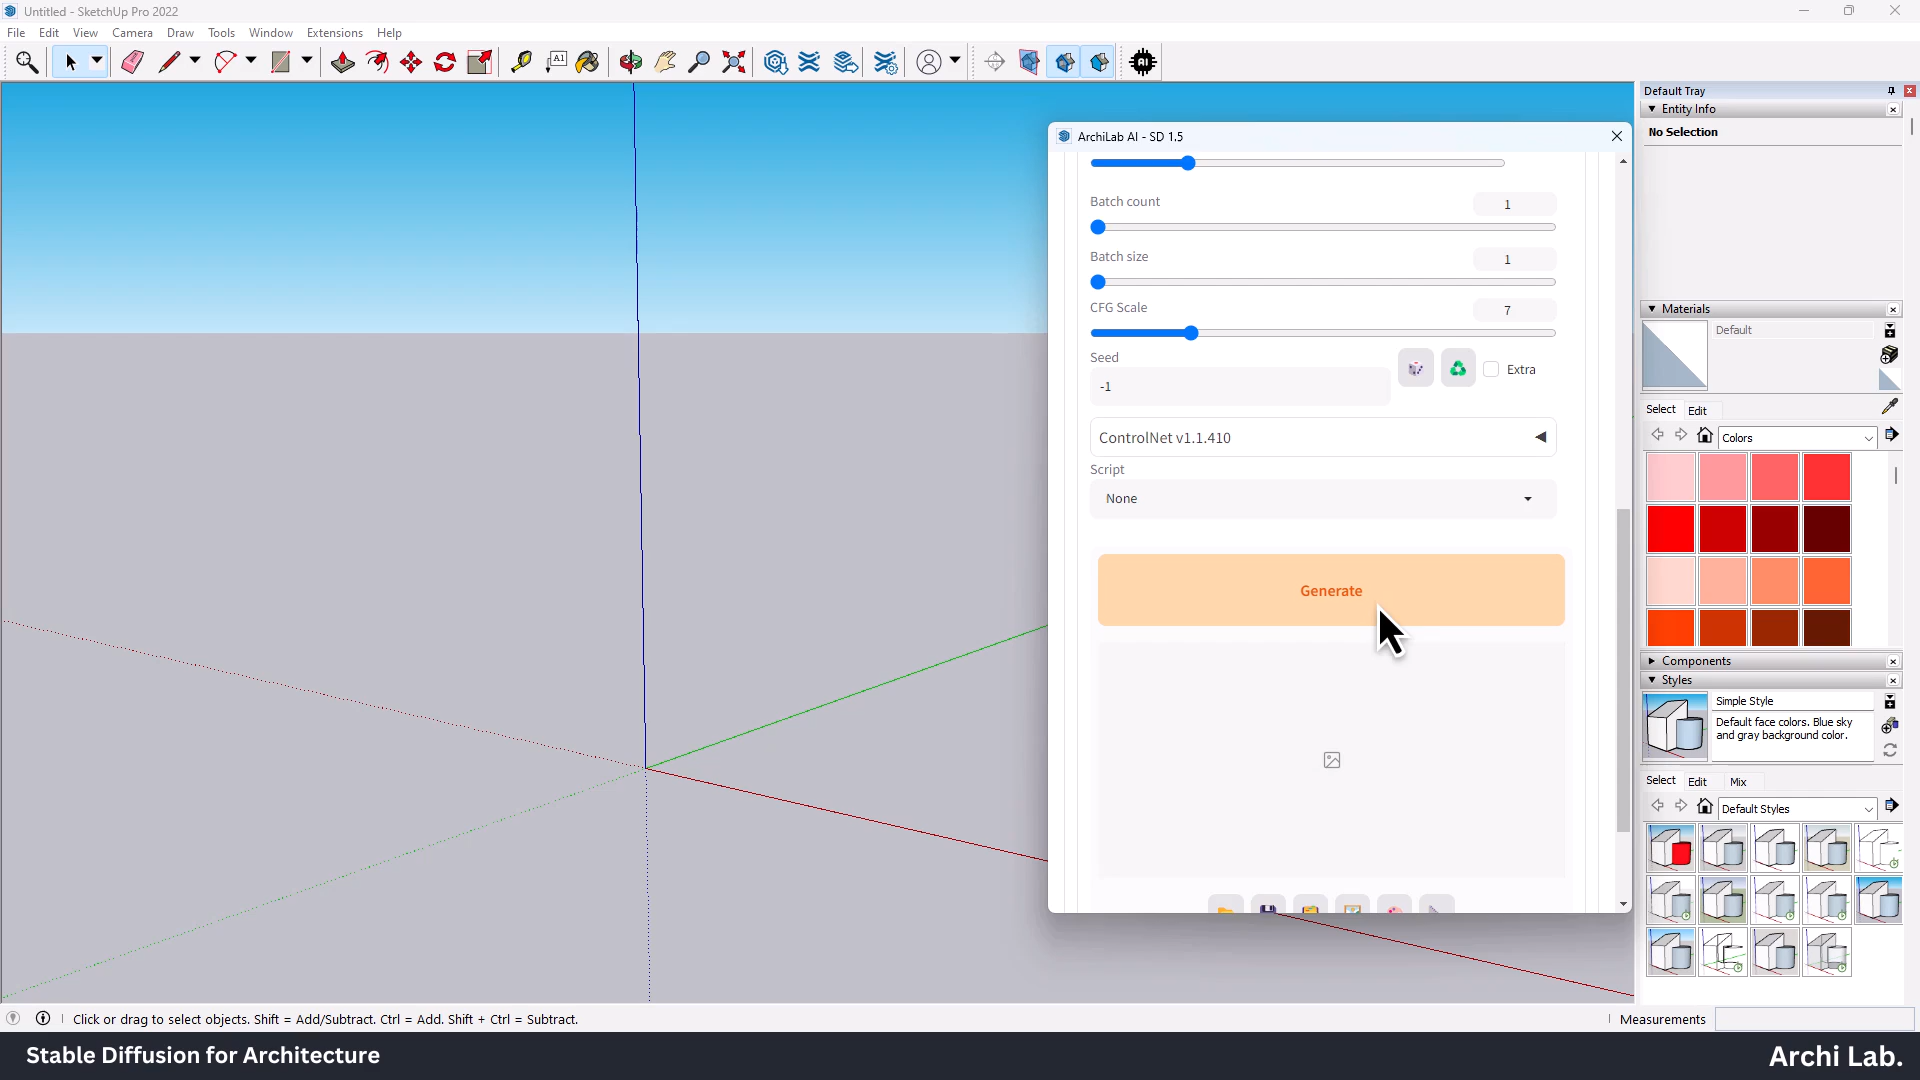 Untitled - SketchUp Pro 2022
File Edit View Camera Draw Tools Window Extensions Help
A1
AI
Default Tray
Entity Info
No Selection
ArchiLab AI - SD 1.5
Batch count
1
Batch size
1
CFG Scale
7
Seed
-1
Extra
ControlNet v1.1.410
Script
None
Generate
Materials
Default
Select Edit
Colors
Components
Styles
Simple Style
Default face colors. Blue sky
and gray background color.
Select Edit Mix
Default Styles
Click or drag to select objects. Shift = Add/Subtract. Ctrl = Add. Shift + Ctrl = Subtract.
Measurements
Stable Diffusion for Architecture
Archi Lab.